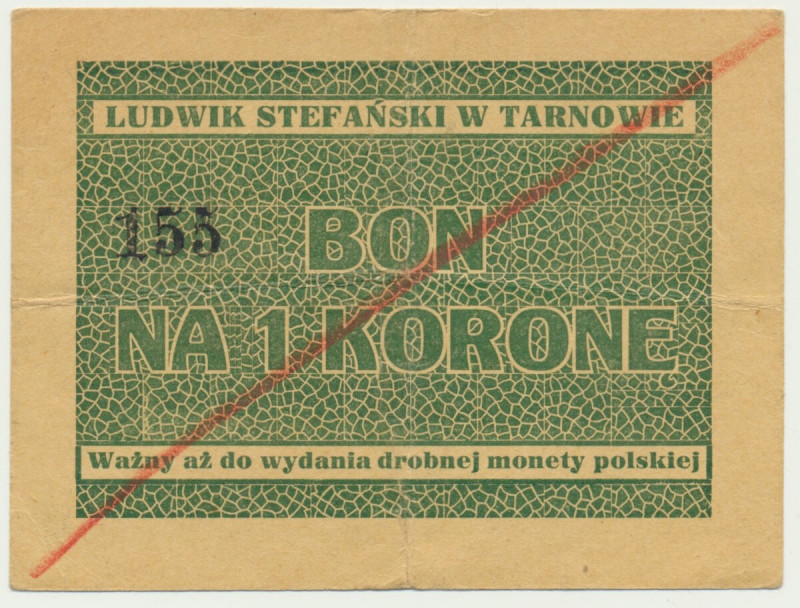 LUDWIK STEFAŃSKI W TARNOWIE
155
BON
NA 1 KORONE
Ważny aż do wydania drobnej monety polskiej